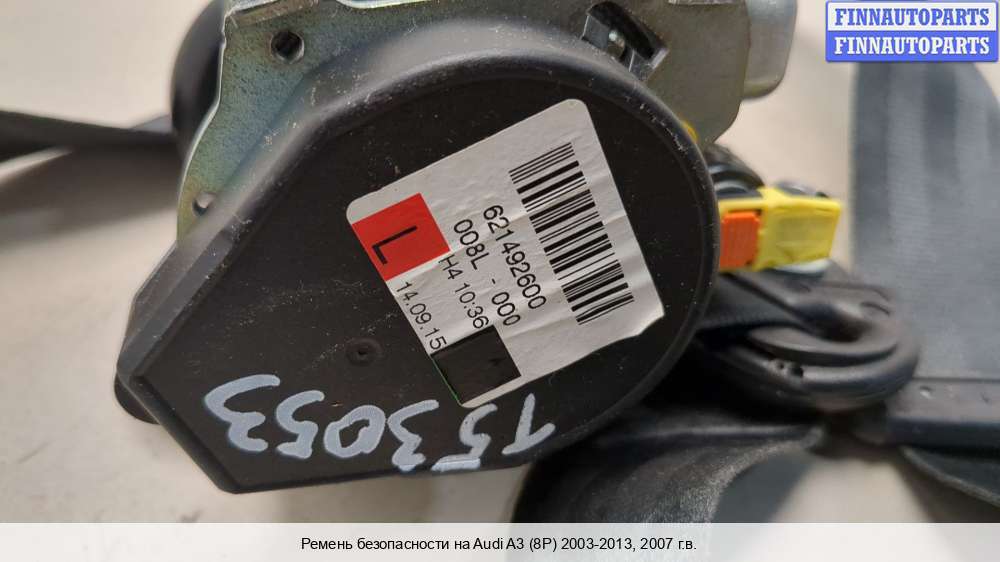 FINNAUTOPARTS
FINNAUTOPARTS
621492600
008L - 000
H4 10:36
14.09.15
L
T53053
Ремень безопасности на Audi A3 (8P) 2003-2013, 2007 г.в.